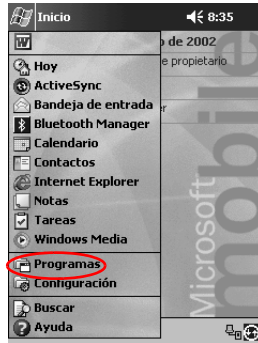 Inicio 8:35
o de 2002
Hoy
e propietario
ActiveSync
Bandeja de entrada
Bluetooth Manager
Calendario
Contactos
Internet Explorer
Notas
Tareas
Windows Media
Programas
Configuración
Buscar
Ayuda
Microsoft
mobile